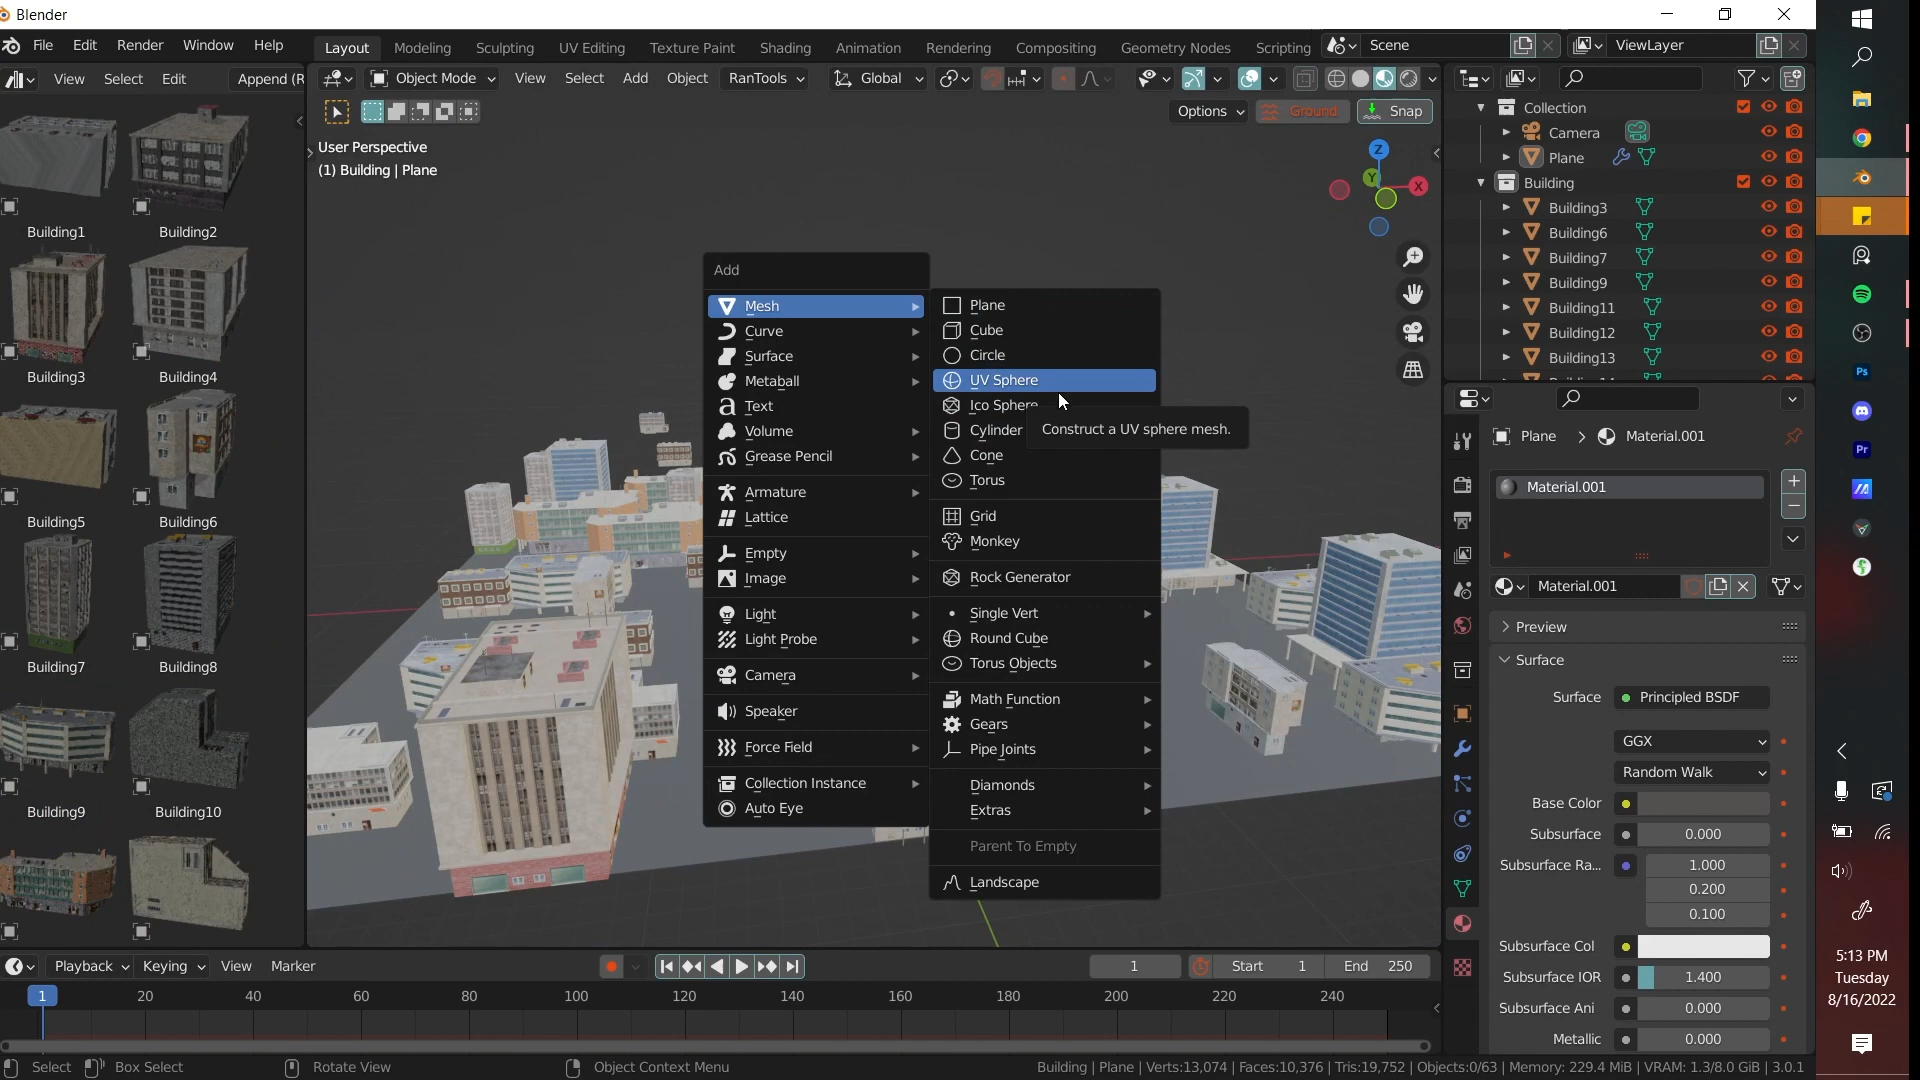 Blender
File Edit Render Window Help
Layout Modeling Sculpting UV Editing Texture Paint Shading Animation Rendering Compositing Geometry Nodes Scripting
Scene
ViewLayer
View Select Edit Append (R
Object Mode View Select Add Object RanTools Global
Options Ground Snap
User Perspective
(1) Building | Plane
Z
Y
X
Building1
Building2
Building3
Building4
Building5
Building6
Building7
Building8
Building9
Building10
Add
Mesh
Curve
Surface
Metaball
Text
Volume
Grease Pencil
Armature
Lattice
Empty
Image
Light
Light Probe
Camera
Speaker
Force Field
Collection Instance
Auto Eye
Plane
Cube
Circle
UV Sphere
Ico Sphere
Cylinder
Construct a UV sphere mesh.
Cone
Torus
Grid
Monkey
Rock Generator
Single Vert
Round Cube
Torus Objects
Math Function
Gears
Pipe Joints
Diamonds
Extras
Parent To Empty
Landscape
Collection
Camera
Plane
Building
Building3
Building6
Building7
Building9
Building11
Building12
Building13
Plane
Material.001
Material.001
Material.001
Preview
Surface
Surface Principled BSDF
GGX
Random Walk
Base Color
Subsurface 0.000
Subsurface Ra... 1.000
0.200
0.100
Subsurface Col
Subsurface IOR 1.400
Subsurface Ani 0.000
Metallic 0.000
Ps
Pr
5:13 PM
Tuesday
8/16/2022
Playback Keying View Marker
1 Start 1 End 250
1 20 40 60 80 100 120 140 160 180 200 220 240
Select Box Select Rotate View Object Context Menu
Building | Plane | Verts:13,074 | Faces:10,376 | Tris:19,752 | Objects:0/63 | Memory: 229.4 MiB | VRAM: 1.3/8.0 GiB | 3.0.1